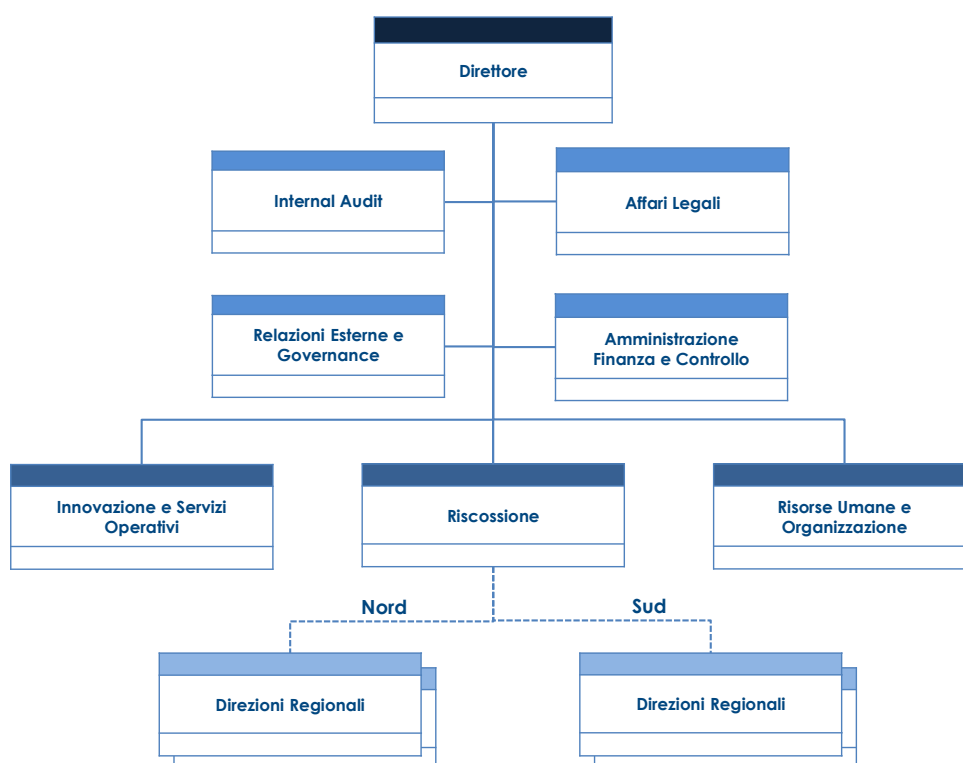 Direttore
Internal Audit
Affari Legali
Relazioni Esterne e
Governance
Amministrazione
Finanza e Controllo
Innovazione e Servizi
Operativi
Riscossione
Risorse Umane e
Organizzazione
Nord
Sud
Direzioni Regionali
Direzioni Regionali